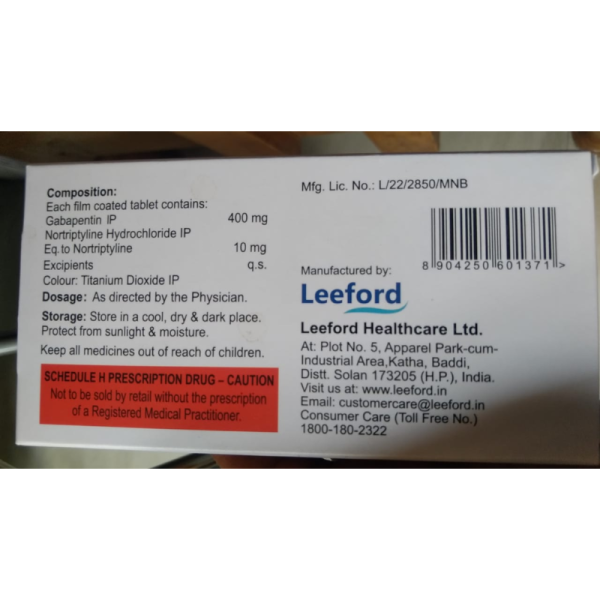 Composition:
Each film coated tablet contains:
Gabapentin IP 400 mg
Nortriptyline Hydrochloride IP
Eq. to Nortriptyline 10 mg
Excipients q.s.
Colour: Titanium Dioxide IP
Dosage: As directed by the Physician.
Storage: Store in a cool, dry & dark place.
Protect from sunlight & moisture.
Keep all medicines out of reach of children.
SCHEDULE H PRESCRIPTION DRUG – CAUTION
Not to be sold by retail without the prescription
of a Registered Medical Practitioner.
Mfg. Lic. No.: L/22/2850/MNB
8 904250 601371 >
Manufactured by:
Leeford
Leeford Healthcare Ltd.
At: Plot No. 5, Apparel Park-cum-
Industrial Area,Katha, Baddi,
Distt. Solan 173205 (H.P.), India.
Visit us at: www.leeford.in
Email: customercare@leeford.in
Consumer Care (Toll Free No.)
1800-180-2322